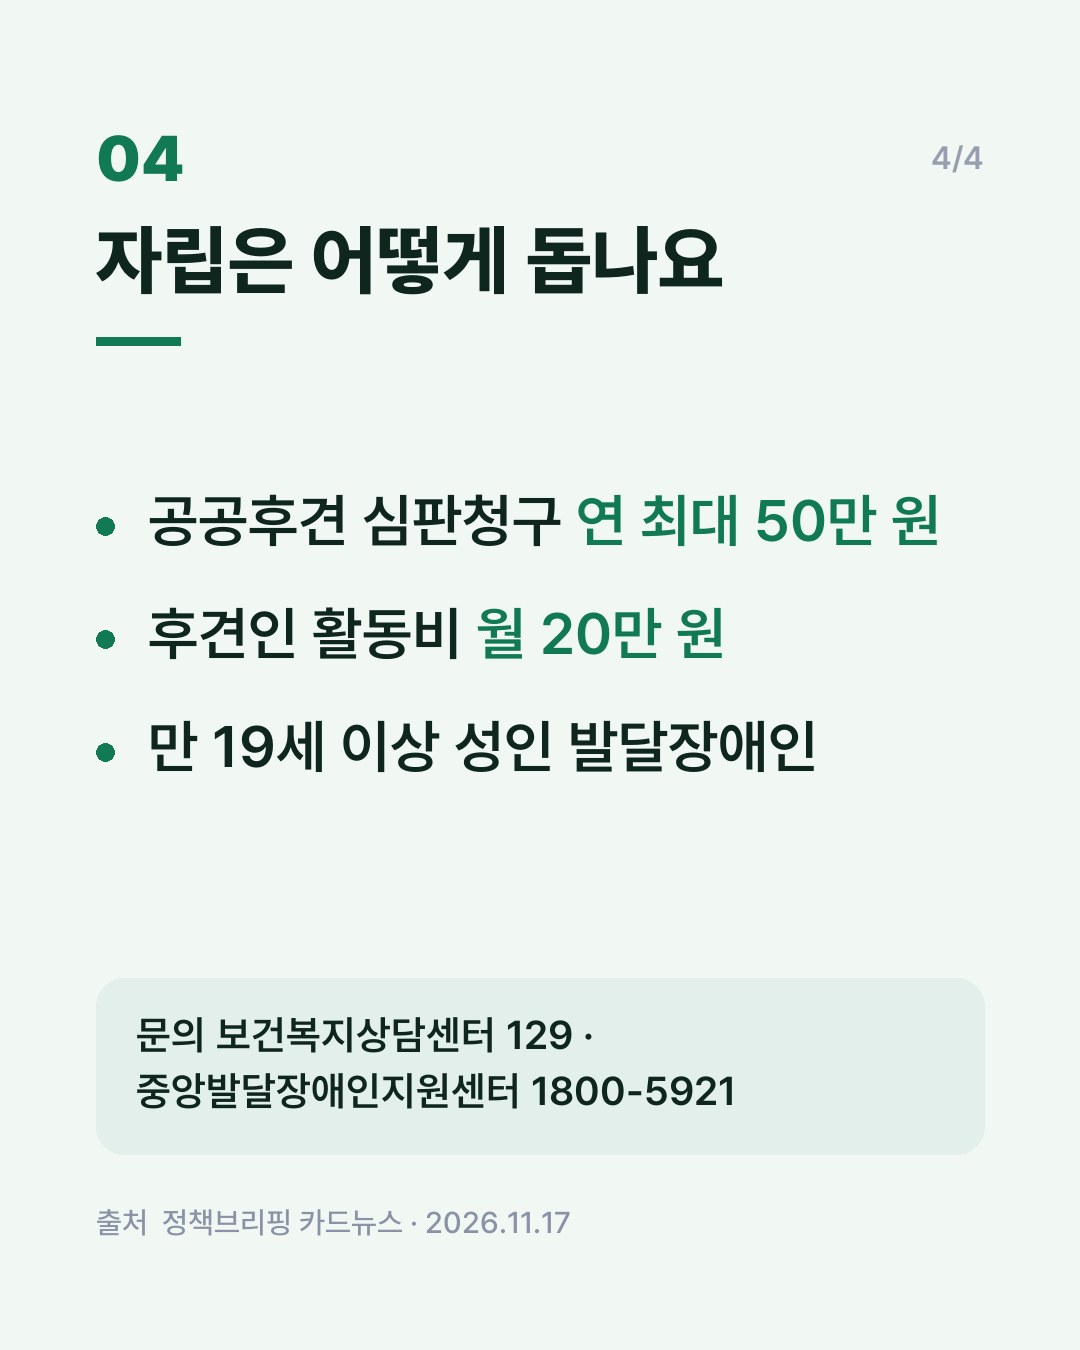 04
4/4
자립은 어떻게 돕나요
• 공공후견 심판청구 연 최대 50만 원
• 후견인 활동비 월 20만 원
• 만 19세 이상 성인 발달장애인
문의 보건복지상담센터 129 ·
중앙발달장애인지원센터 1800-5921
출처 정책브리핑 카드뉴스 · 2026.11.17